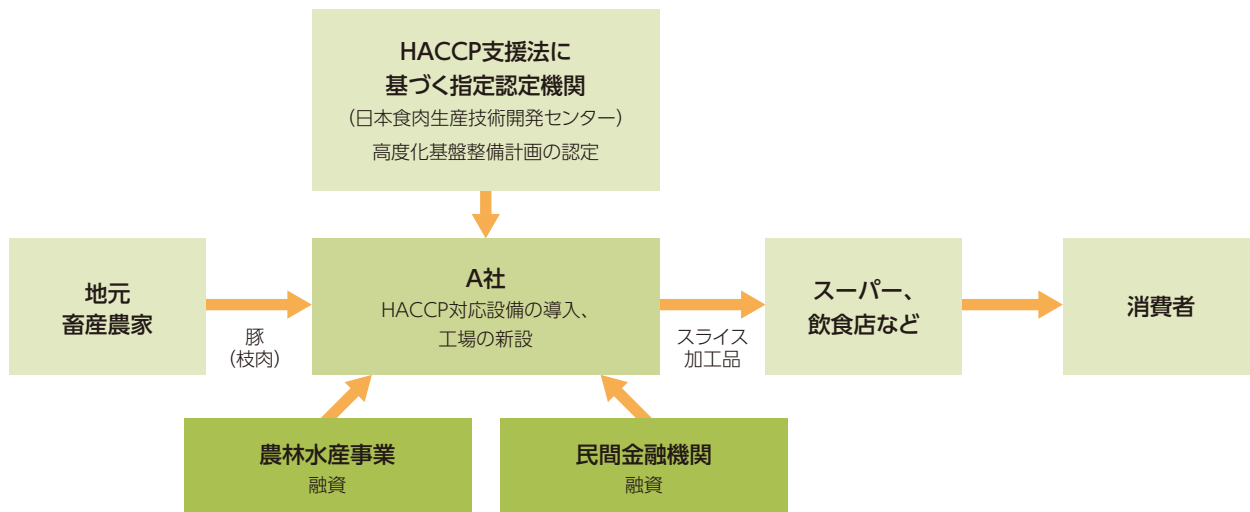 HACCP支援法に
基づく指定認定機関
(日本食肉生産技術開発センター)
高度化基盤整備計画の認定
地元
畜産農家
豚
(枝肉)
A社
HACCP対応設備の導入、
工場の新設
スライス
加工品
スーパー、
飲食店など
消費者
農林水産事業
融資
民間金融機関
融資